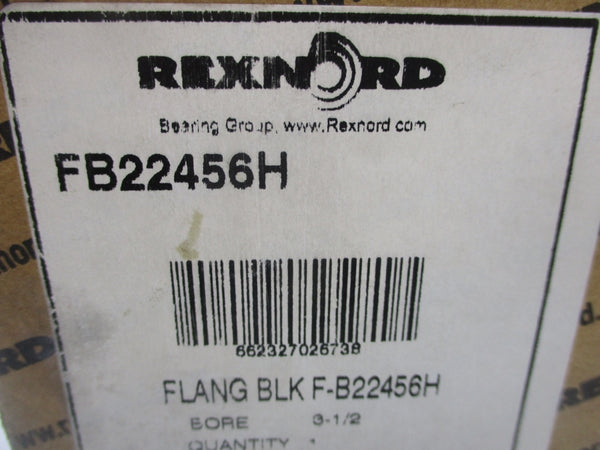 REXNORD
Bearing Group, www.Rexnord.com
FB22456H
662327026738
FLANG BLK F-B22456H
BORE 3-1/2
QUANTITY 1